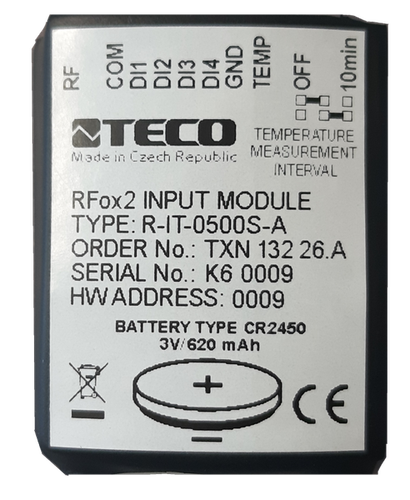 RF
COM
DI1
DI2
DI3
DI4
GND
TEMP
OFF
10min
TECO
Made in Czech Republic
TEMPERATURE
MEASUREMENT
INTERVAL
RFox2 INPUT MODULE
TYPE: R-IT-0500S-A
ORDER No.: TXN 132 26.A
SERIAL No.: K6 0009
HW ADDRESS: 0009
BATTERY TYPE CR2450
3V/620 mAh
+
CE